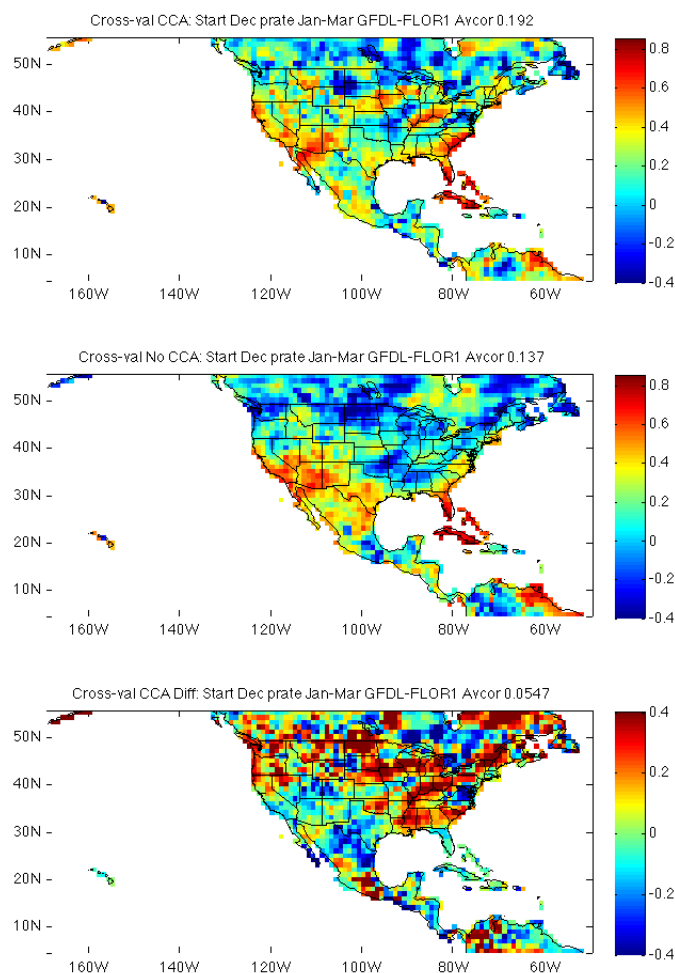 Cross-val CCA: Start Dec prate Jan-Mar GFDL-FLOR1 Avcor 0.192
50N
40N
30N
20N
10N
160W 140W 120W 100W 80W 60W
0.8
0.6
0.4
0.2
0
-0.2
-0.4
Cross-val No CCA: Start Dec prate Jan-Mar GFDL-FLOR1 Avcor 0.137
50N
40N
30N
20N
10N
160W 140W 120W 100W 80W 60W
0.8
0.6
0.4
0.2
0
-0.2
-0.4
Cross-val CCA Diff: Start Dec prate Jan-Mar GFDL-FLOR1 Avcor 0.0547
50N
40N
30N
20N
10N
160W 140W 120W 100W 80W 60W
0.4
0.2
0
-0.2
-0.4